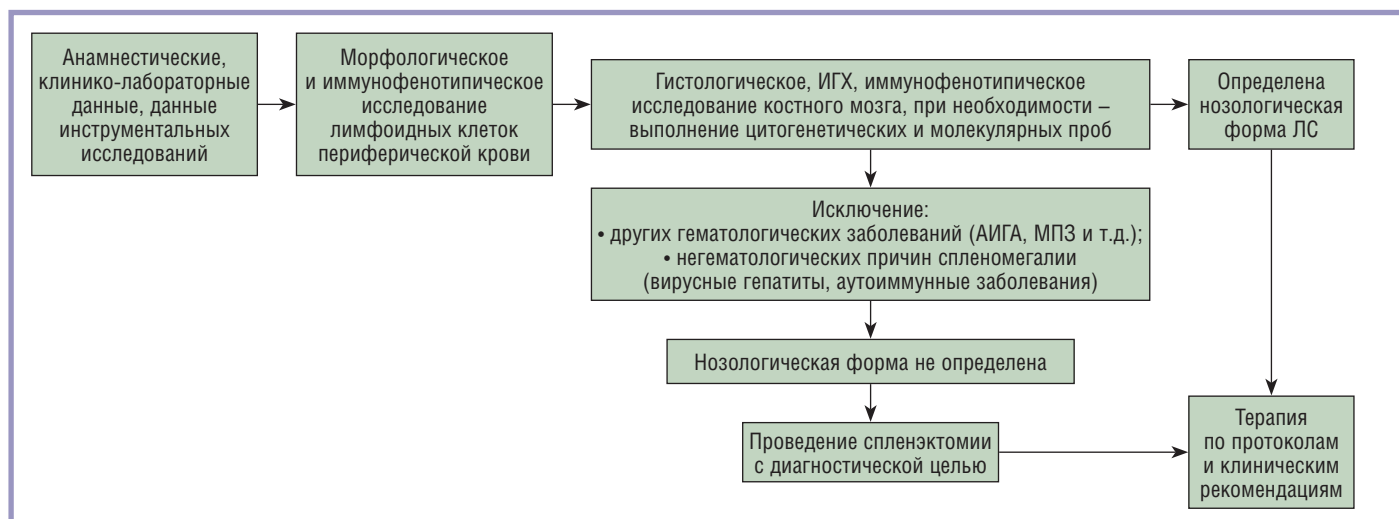 Анамнестические,
клинико-лабораторные
данные, данные
инструментальных
исследований
Морфологическое
и иммунофенотипическое
исследование
лимфоидных клеток
периферической крови
Гистологическое, ИГХ, иммунофенотипическое
исследование костного мозга, при необходимости –
выполнение цитогенетических и молекулярных проб
Определена
нозологическая
форма ЛС
Исключение:
• других гематологических заболеваний (АИГА, МПЗ и т.д.);
• негематологических причин спленомегалии
(вирусные гепатиты, аутоиммунные заболевания)
Нозологическая форма не определена
Проведение спленэктомии
с диагностической целью
Терапия
по протоколам
и клиническим
рекомендациям